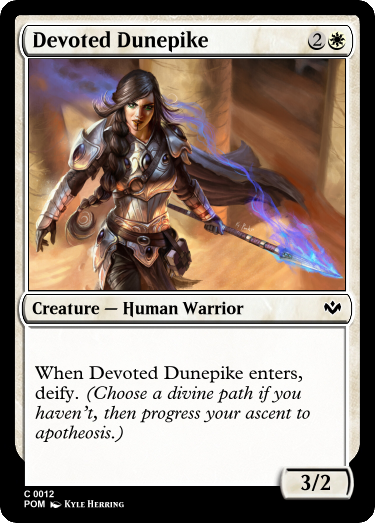 Devoted Dunepike 2
Creature — Human Warrior
When Devoted Dunepike enters,
deify. (Choose a divine path if you
haven't, then progress your ascent to
apotheosis.)
3/2
C 0012
POM Kyle Herring